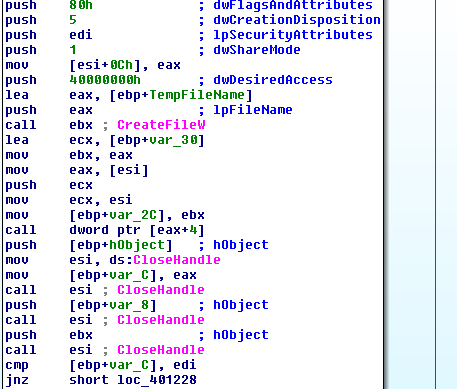 push 80h ; dwFlagsAndAttributes
push 5 ; dwCreationDisposition
push edi ; lpSecurityAttributes
push 1 ; dwShareMode
mov [esi+0Ch], eax
push 40000000h ; dwDesiredAccess
lea eax, [ebp+TempFileName]
push eax ; lpFileName
call ebx ; CreateFileW
lea ecx, [ebp+var_30]
mov ebx, eax
mov eax, [esi]
push ecx
mov ecx, esi
mov [ebp+var_2C], ebx
call dword ptr [eax+4]
push [ebp+hObject] ; hObject
mov esi, ds:CloseHandle
mov [ebp+var_C], eax
call esi ; CloseHandle
push [ebp+var_8] ; hObject
call esi ; CloseHandle
push ebx ; hObject
call esi ; CloseHandle
cmp [ebp+var_C], edi
jnz short loc_401228